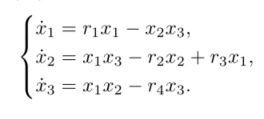 ẋ₁ = r₁x₁ − x₂x₃,
ẋ₂ = x₁x₃ − r₂x₂ + r₃x₁,
ẋ₃ = x₁x₂ − r₄x₃.